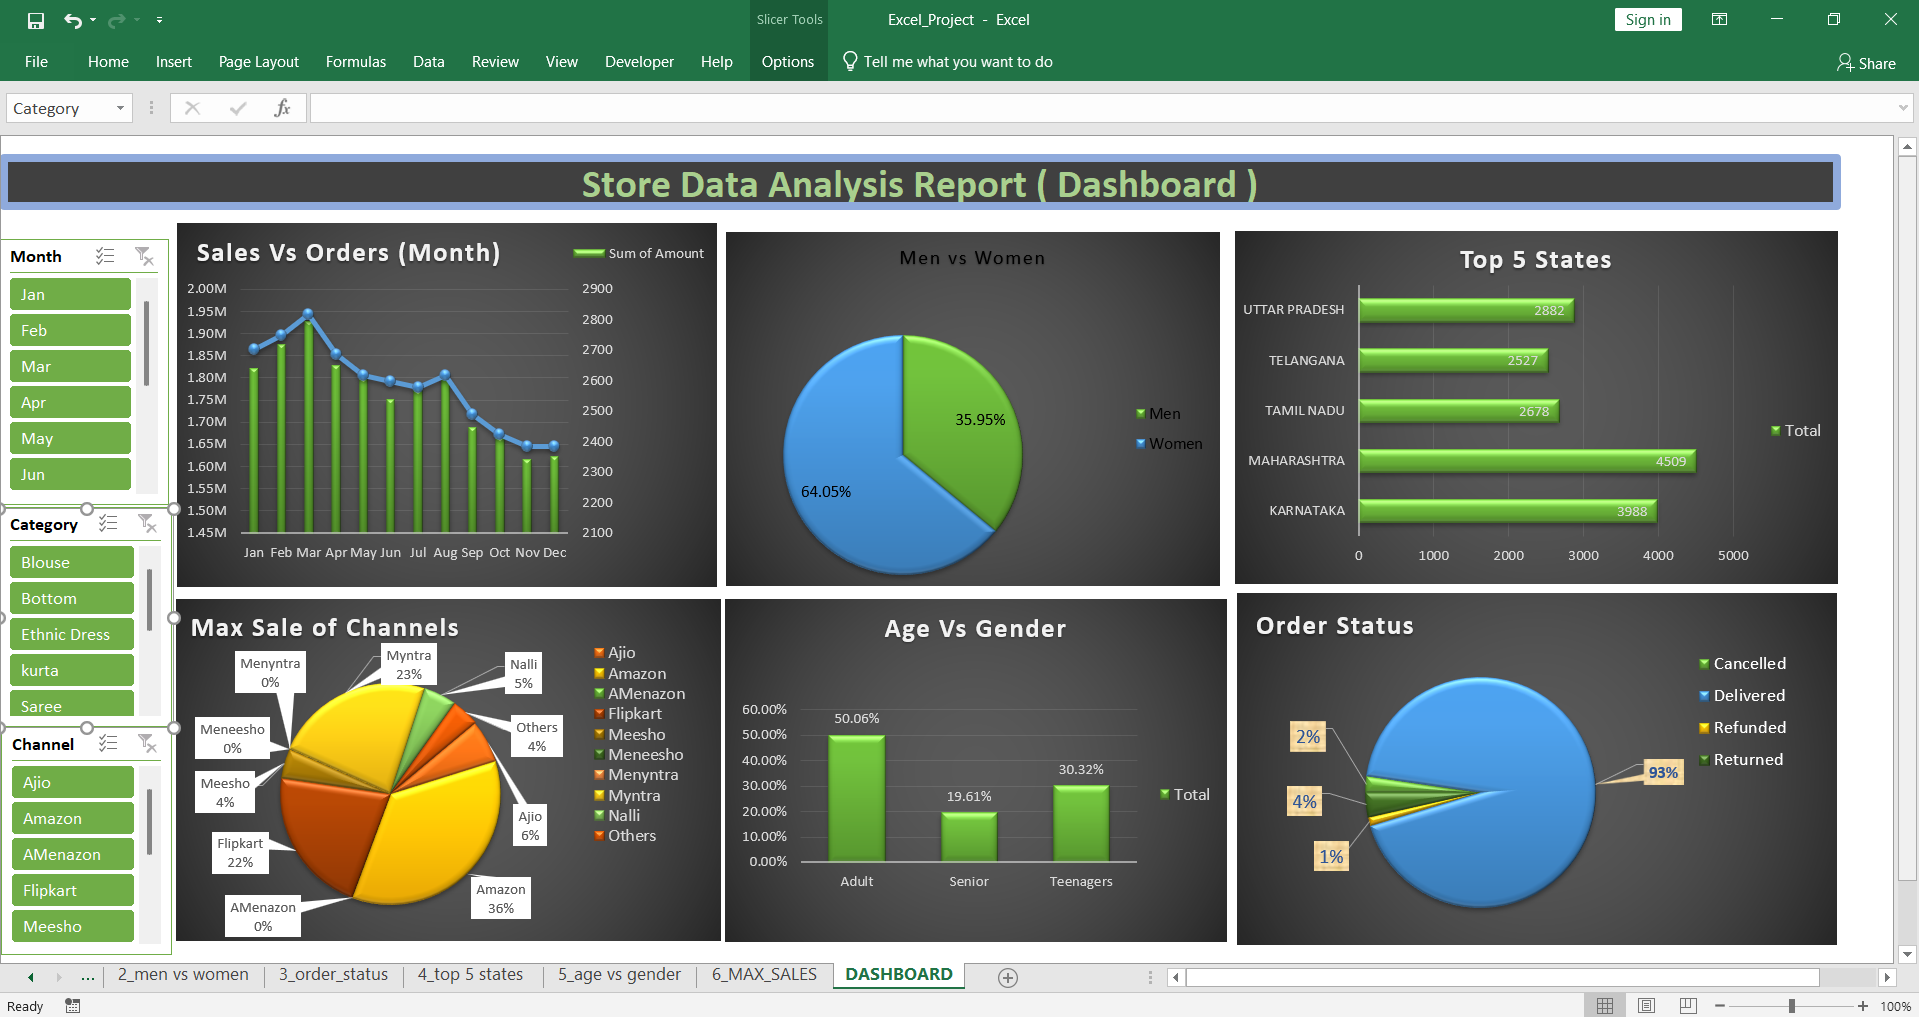 Slicer Tools
Excel_Project - Excel
Sign in
File Home Insert Page Layout Formulas Data Review View Developer Help Options Tell me what you want to do
Share
Category
fx
Store Data Analysis Report ( Dashboard )
Month
Jan
Feb
Mar
Apr
May
Jun
Category
Blouse
Bottom
Ethnic Dress
kurta
Saree
Channel
Ajio
Amazon
AMenazon
Flipkart
Meesho
Sales Vs Orders (Month)
Sum of Amount
2.00M 2900
1.95M 2800
1.90M
1.85M 2700
1.80M 2600
1.75M
1.70M 2500
1.65M 2400
1.60M 2300
1.55M
1.50M 2200
1.45M 2100
Jan Feb Mar Apr May Jun Jul Aug Sep Oct Nov Dec
Men vs Women
35.95%
64.05%
Men
Women
Top 5 States
UTTAR PRADESH 2882
TELANGANA 2527
TAMIL NADU 2678
MAHARASHTRA 4509
KARNATAKA 3988
0 1000 2000 3000 4000 5000
Total
Max Sale of Channels
Menyntra
0%
Myntra
23%
Nalli
5%
Others
4%
Meneesho
0%
Meesho
4%
Flipkart
22%
AMenazon
0%
Amazon
36%
Ajio
6%
Ajio
Amazon
AMenazon
Flipkart
Meesho
Meneesho
Menyntra
Myntra
Nalli
Others
Age Vs Gender
60.00%
50.00%
40.00%
30.00%
20.00%
10.00%
0.00%
50.06%
19.61%
30.32%
Adult Senior Teenagers
Total
Order Status
2%
4%
1%
93%
Cancelled
Delivered
Refunded
Returned
... 2_men vs women 3_order_status 4_top 5 states 5_age vs gender 6_MAX_SALES DASHBOARD
Ready
100%